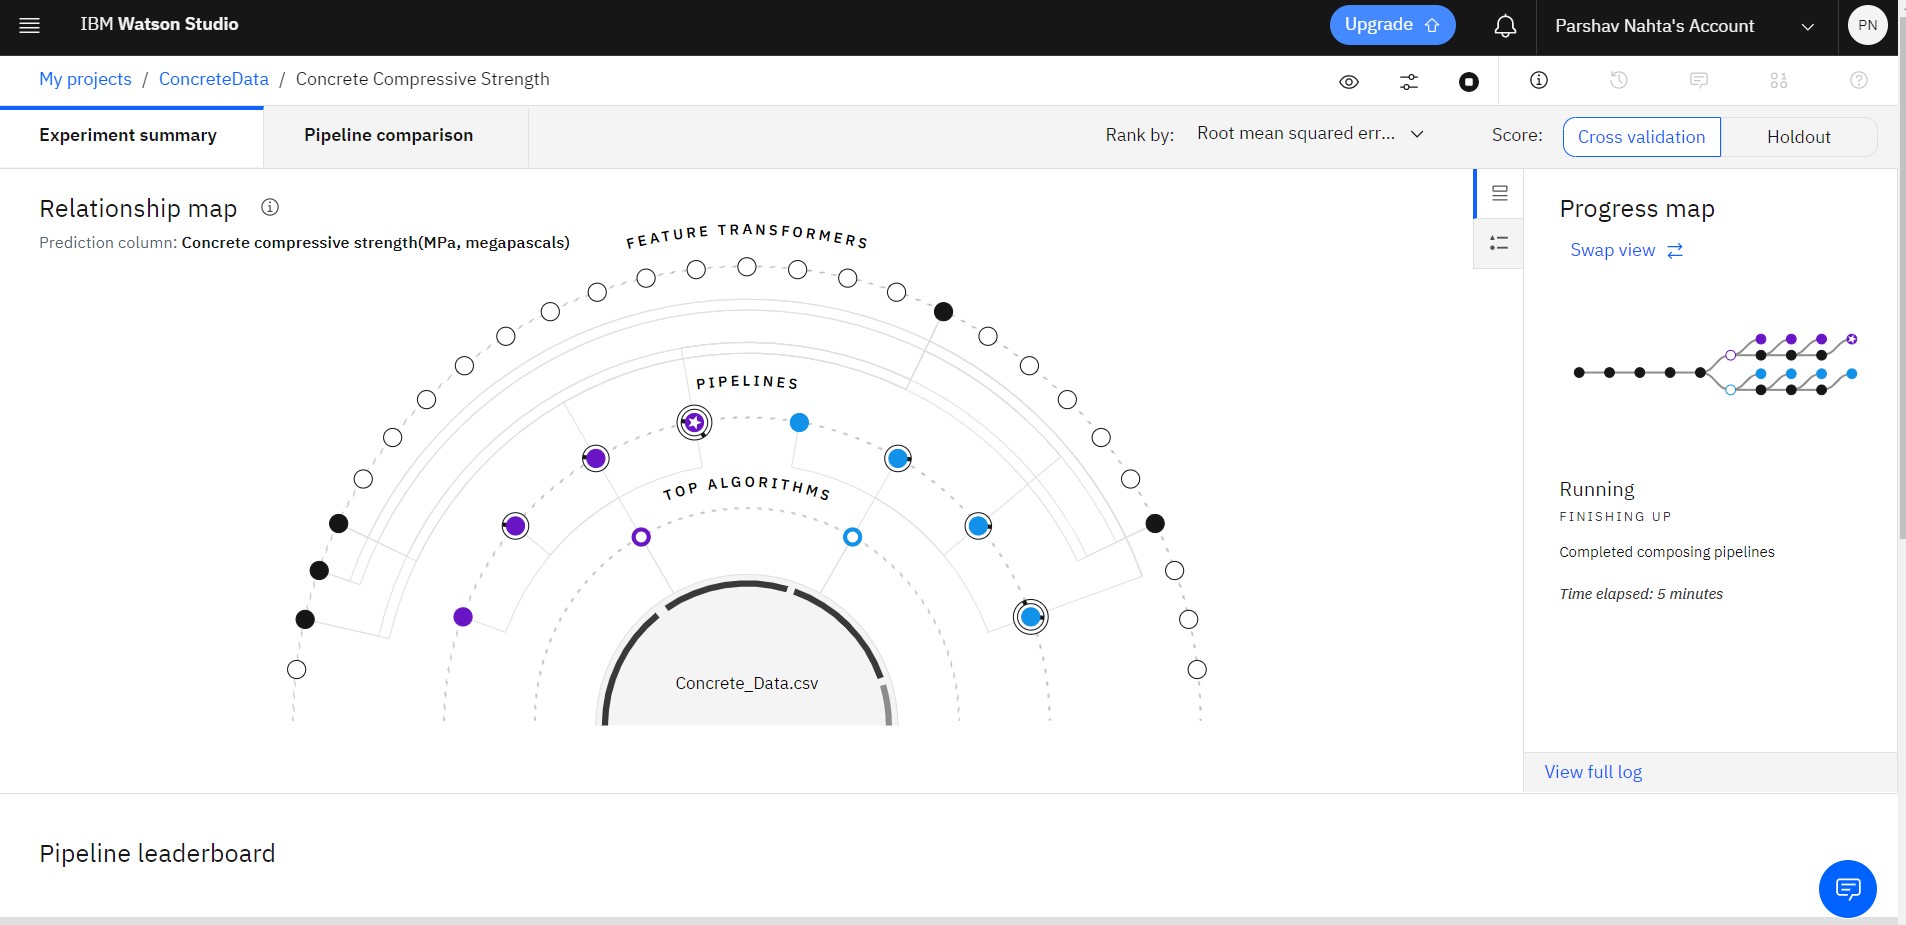 IBM Watson Studio
Upgrade
Parshav Nahta's Account
PN
My projects / ConcreteData / Concrete Compressive Strength
Experiment summary
Pipeline comparison
Rank by: Root mean squared err...
Score: Cross validation Holdout
Relationship map
Prediction column: Concrete compressive strength(MPa, megapascals)
FEATURE TRANSFORMERS
PIPELINES
TOP ALGORITHMS
Concrete_Data.csv
Progress map
Swap view
Running
FINISHING UP
Completed composing pipelines
Time elapsed: 5 minutes
View full log
Pipeline leaderboard